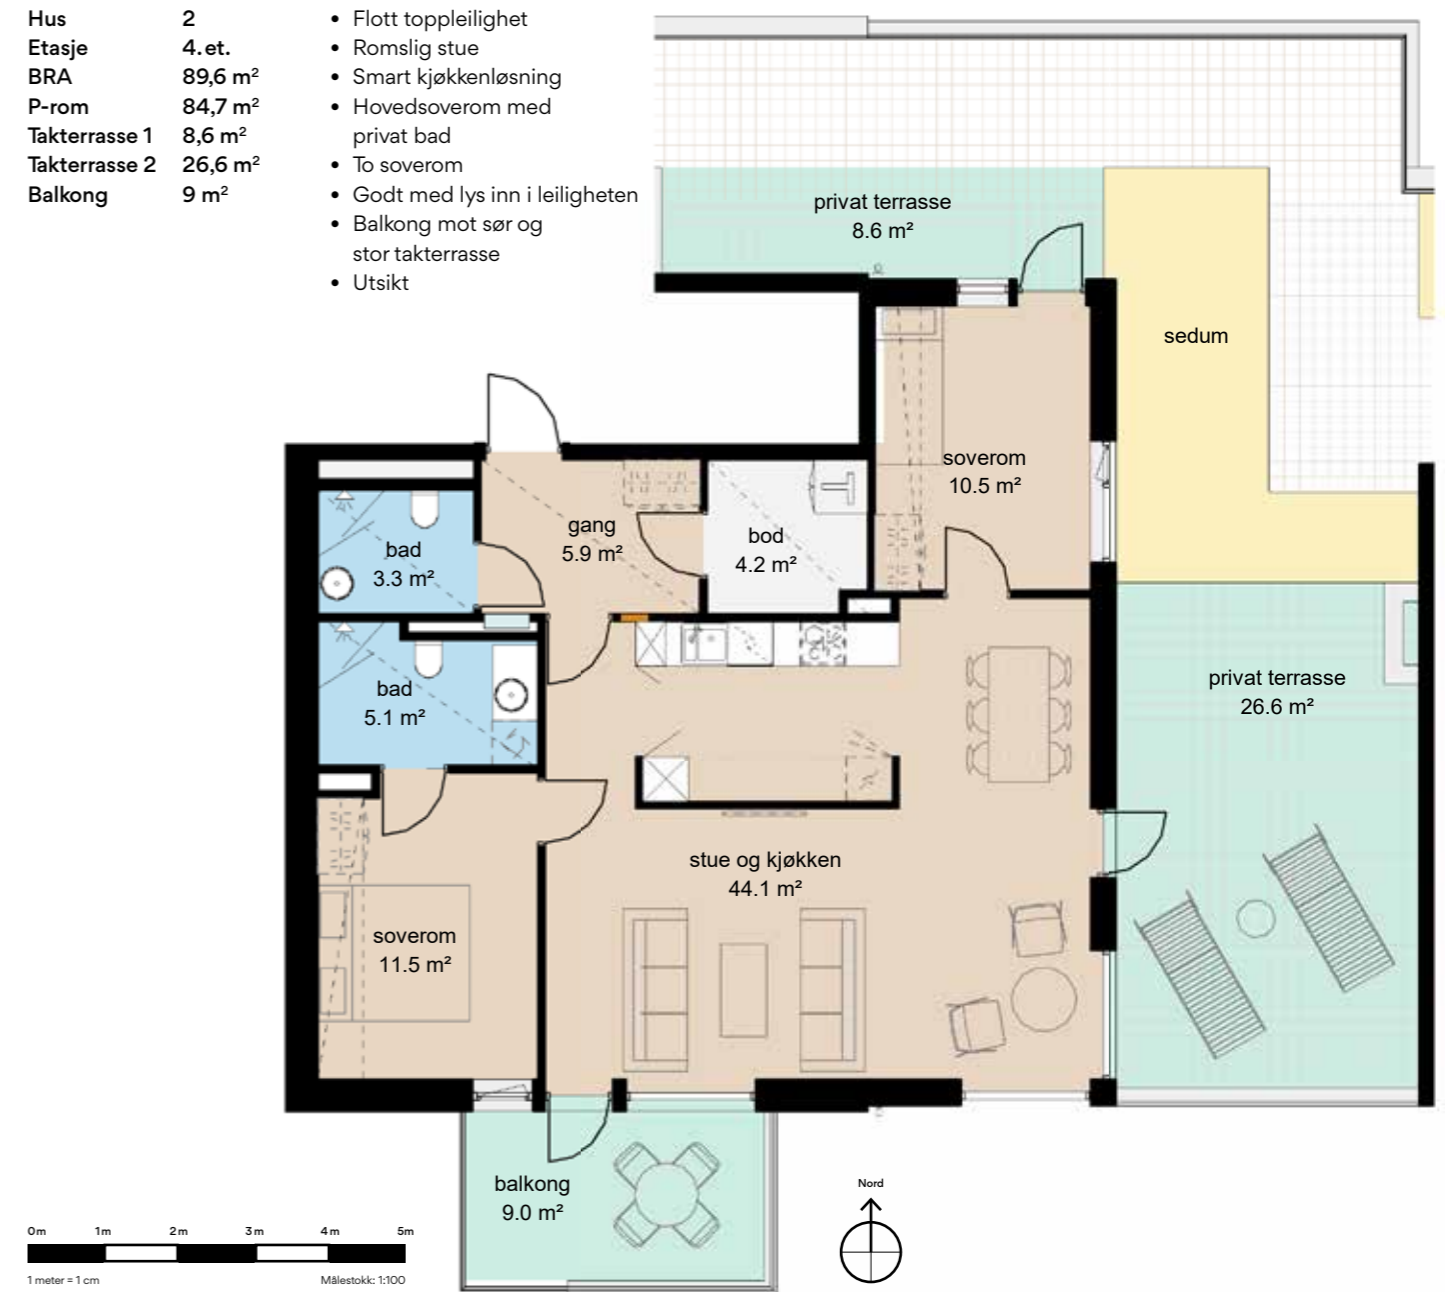 Hus 2
Etasje 4. et.
BRA 89,6 m²
P-rom 84,7 m²
Takterrasse 1 8,6 m²
Takterrasse 2 26,6 m²
Balkong 9 m²
• Flott toppleilighet
• Romslig stue
• Smart kjøkkenløsning
• Hovedsoverom med
privat bad
• To soverom
• Godt med lys inn i leiligheten
• Balkong mot sør og
stor takterrasse
• Utsikt
privat terrasse
8.6 m²
sedum
soverom
10.5 m²
gang
5.9 m²
bod
4.2 m²
bad
3.3 m²
bad
5.1 m²
privat terrasse
26.6 m²
stue og kjøkken
44.1 m²
soverom
11.5 m²
balkong
9.0 m²
Nord
0m 1m 2m 3m 4m 5m
1 meter = 1 cm Målestokk: 1:100